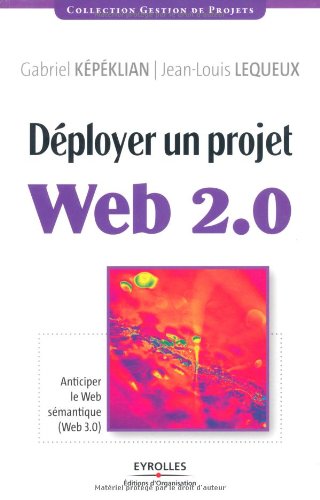 COLLECTION GESTION DE PROJETS
Gabriel KÉPÉKLIAN | Jean-Louis LEQUEUX
Déployer un projet
Web 2.0
Anticiper
le Web
sémantique
(Web 3.0)
EYROLLES
Éditions d'Organisation
Matériel protégé par le droit d'auteur